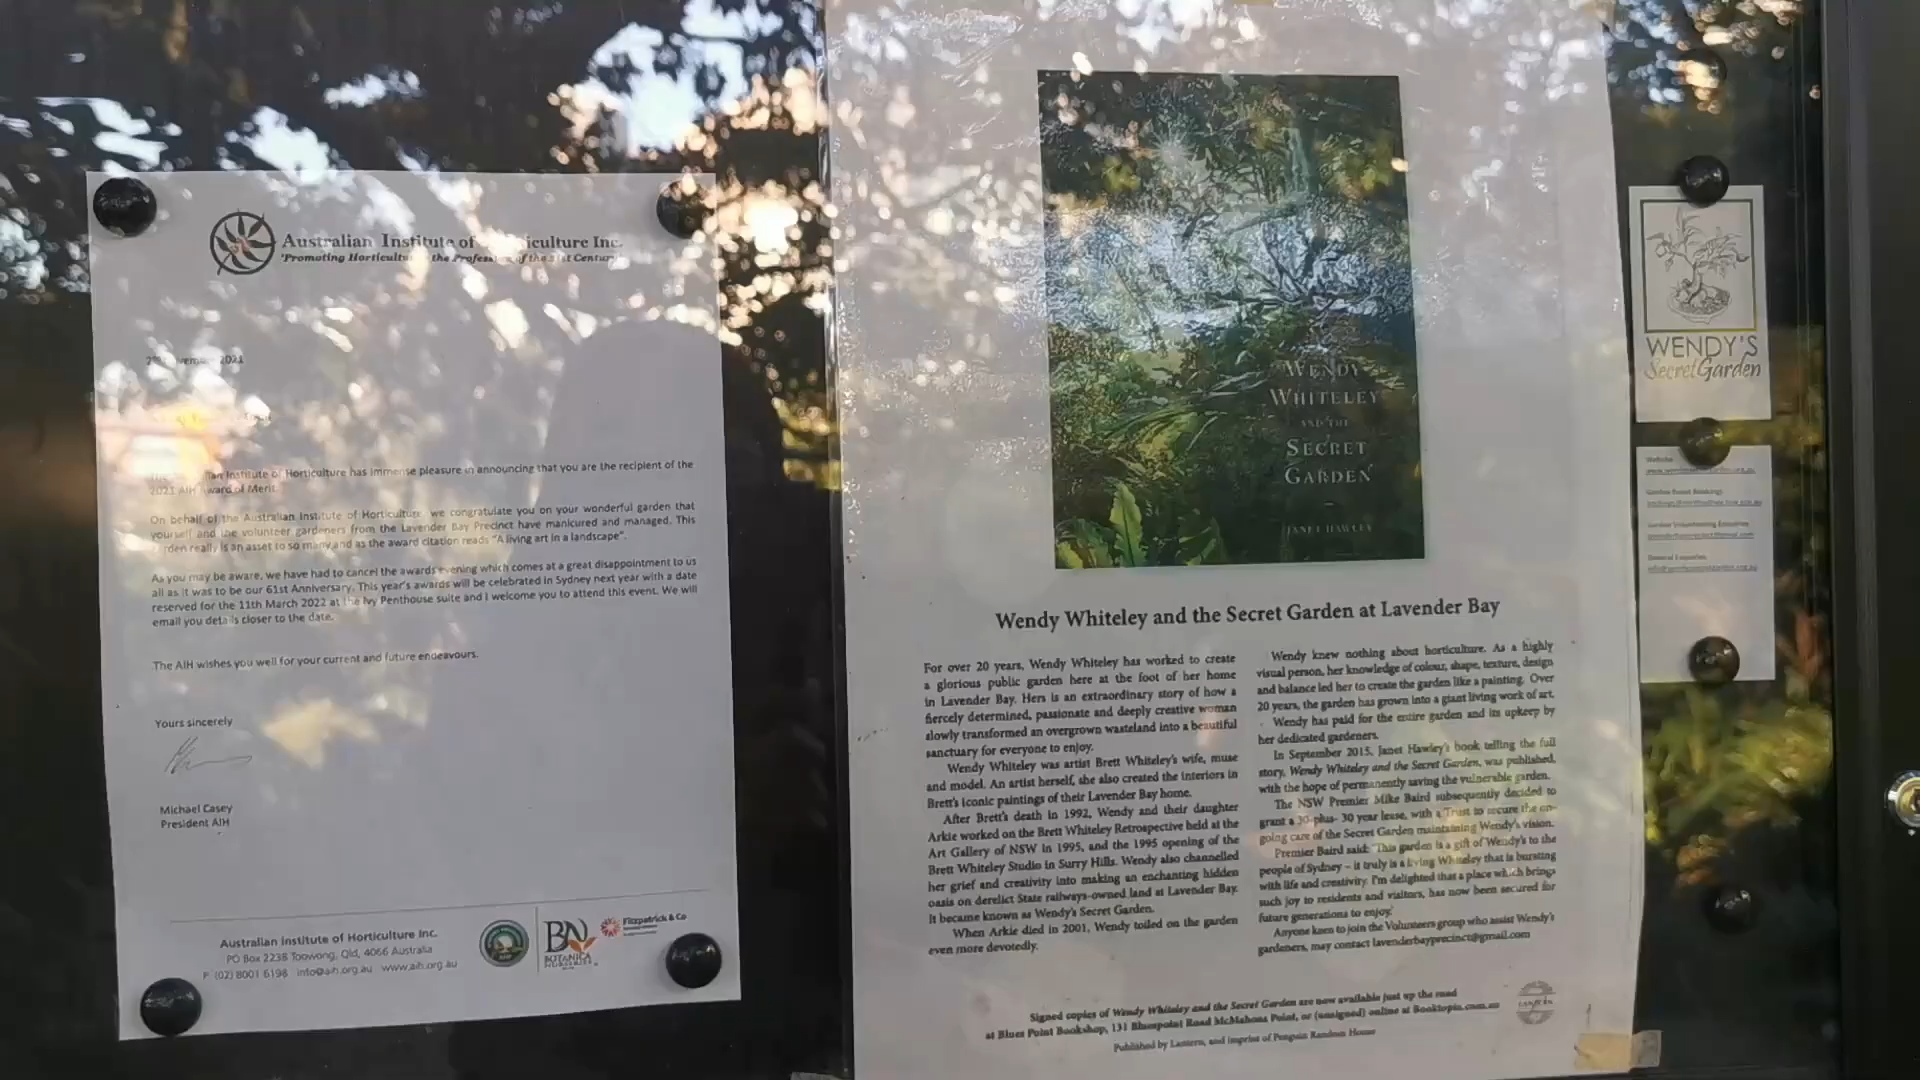 Australian Institute of iculture Inc.
'Promoting the of the Century'
2021
Institute of Horticulture has immense pleasure in announcing that you are the recipient of the
2021 AIH Award of Merit.
On behalf of the Australian Institute of Horticulture, we congratulate you on your wonderful garden that
yourself and the volunteer gardeners from the Lavender Bay Precinct have manicured and managed. This
garden really is an asset to so many and as the award citation reads "A living art in a landscape".
As you may be aware, we have had to cancel the awards evening which comes at a great disappointment to us
all as it was to be our 61st Anniversary. This year's awards will be celebrated in Sydney next year with a date
reserved for the 11th March 2022 at the Ivy Penthouse suite and I welcome you to attend this event. We will
email you details closer to the date.
The AIH wishes you well for your current and future endeavours.
Yours sincerely
Michael Casey
President AIH
Australian Institute of Horticulture Inc.
PO Box 2238 Toowong, Qld, 4066 Australia
P (02) 8001 6198 info@aih.org.au www.aih.org.au
BN
BOTANICA
Fitzpatrick & Co
WENDY
WHITELEY
AND THE
SECRET
GARDEN
JANET HAWLEY
Wendy Whiteley and the Secret Garden at Lavender Bay
For over 20 years, Wendy Whiteley has worked to create
a glorious public garden here at the foot of her home
in Lavender Bay. Hers is an extraordinary story of how a
fiercely determined, passionate and deeply creative woman
slowly transformed an overgrown wasteland into a beautiful
sanctuary for everyone to enjoy.
Wendy Whiteley was artist Brett Whiteley's wife, muse
and model. An artist herself, she also created the interiors in
Brett's iconic paintings of their Lavender Bay home.
After Brett's death in 1992, Wendy and their daughter
Arkie worked on the Brett Whiteley Retrospective held at the
Art Gallery of NSW in 1995, and the 1995 opening of the
Brett Whiteley Studio in Surry Hills. Wendy also channelled
her grief and creativity into making an enchanting hidden
oasis on derelict State railways-owned land at Lavender Bay.
It became known as Wendy's Secret Garden.
When Arkie died in 2001, Wendy toiled on the garden
even more devotedly.
Wendy knew nothing about horticulture. As a highly
visual person, her knowledge of colour, shape, texture, design
and balance led her to create the garden like a painting. Over
20 years, the garden has grown into a giant living work of art.
Wendy has paid for the entire garden and its upkeep by
her dedicated gardeners.
In September 2015, Janet Hawley's book telling the full
story, Wendy Whiteley and the Secret Garden, was published,
with the hope of permanently saving the vulnerable garden.
The NSW Premier Mike Baird subsequently decided to
grant a 30-plus- 30 year lease, with a Trust to secure the on-
going care of the Secret Garden maintaining Wendy's vision.
Premier Baird said: 'This garden is a gift of Wendy's to the
people of Sydney – it truly is a living Whiteley that is bursting
with life and creativity. I'm delighted that a place which brings
such joy to residents and visitors, has now been secured for
future generations to enjoy.'
Anyone keen to join the Volunteers group who assist Wendy's
gardeners, may contact lavenderbayprecinct@gmail.com
Signed copies of Wendy Whiteley and the Secret Garden are now available just up the road
at Blues Point Bookshop, 131 Bluespoint Road McMahons Point, or (unsigned) online at Booktopia.com.au
Published by Lantern, and imprint of Penguin Random House
LANTERN
WENDY'S
Secret Garden
Website
Garden Event Bookings
Garden Volunteering Enquiries
General Enquiries